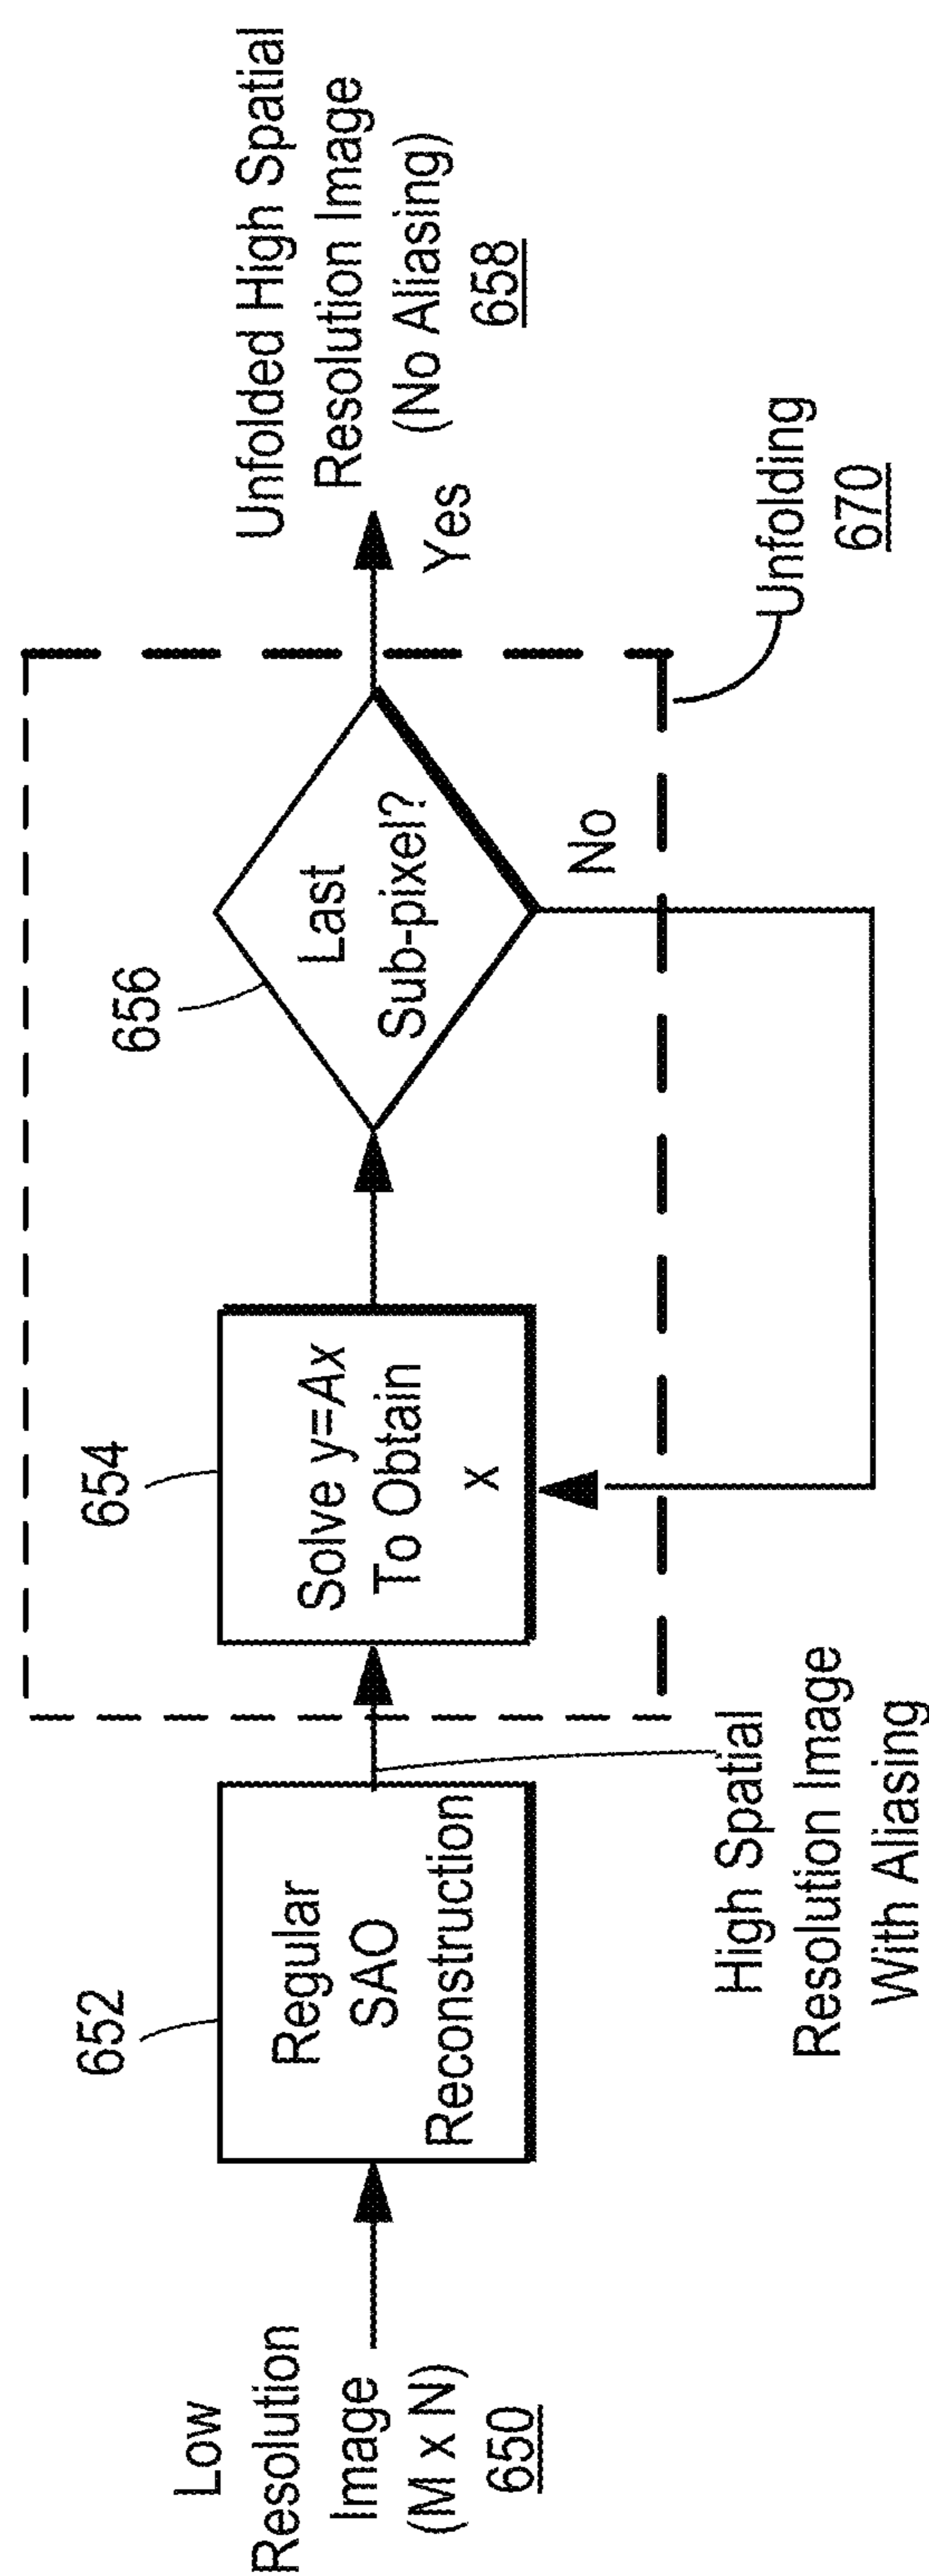 Low
Resolution
Image
(M x N)
650
652
Regular
SAO
Reconstruction
High Spatial
Resolution Image
With Aliasing
654
Solve y=Ax
To Obtain
x
656
Last
Sub-pixel?
No
Yes
Unfolding
670
Unfolded High Spatial
Resolution Image
(No Aliasing)
658